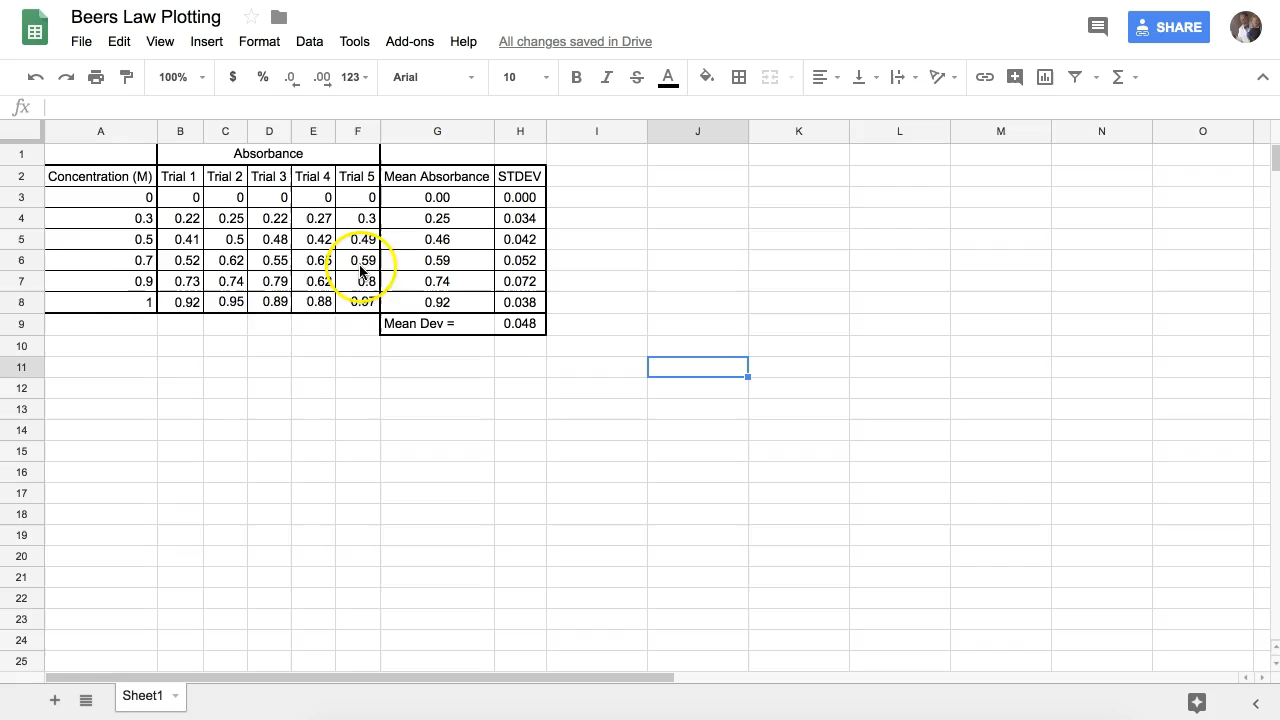 Beers Law Plotting
File Edit View Insert Format Data Tools Add-ons Help All changes saved in Drive
SHARE
100% $ % .0 .00 123 Arial 10 B I S A
fx
A B C D E F G H I J K L M N O
1 Absorbance
2 Concentration (M) Trial 1 Trial 2 Trial 3 Trial 4 Trial 5 Mean Absorbance STDEV
3 0 0 0 0 0 0 0.00 0.000
4 0.3 0.22 0.25 0.22 0.27 0.3 0.25 0.034
5 0.5 0.41 0.5 0.48 0.42 0.49 0.46 0.042
6 0.7 0.52 0.62 0.55 0.65 0.59 0.59 0.052
7 0.9 0.73 0.74 0.79 0.62 0.8 0.74 0.072
8 1 0.92 0.95 0.89 0.88 0.97 0.92 0.038
9 Mean Dev = 0.048
10
11
12
13
14
15
16
17
18
19
20
21
22
23
24
25
Sheet1